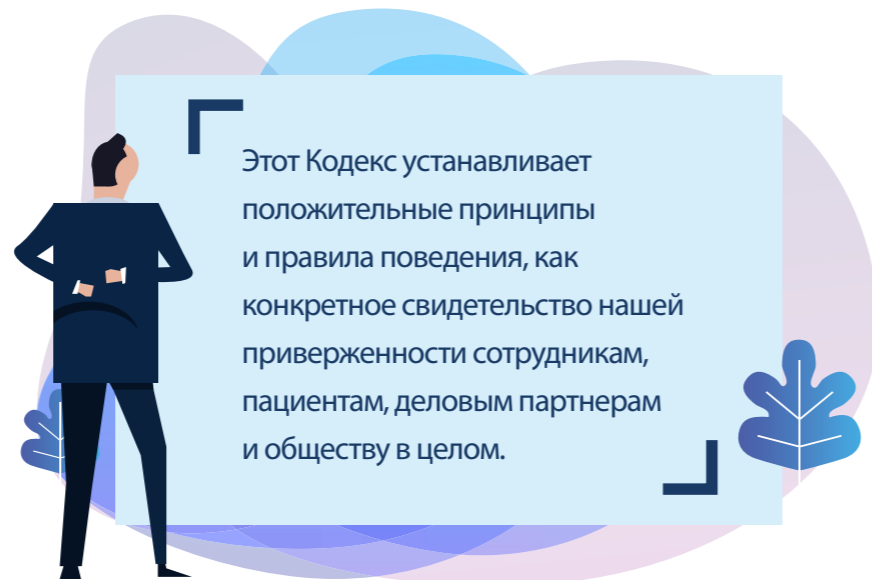 Этот Кодекс устанавливает
положительные принципы
и правила поведения, как
конкретное свидетельство нашей
приверженности сотрудникам,
пациентам, деловым партнерам
и обществу в целом.